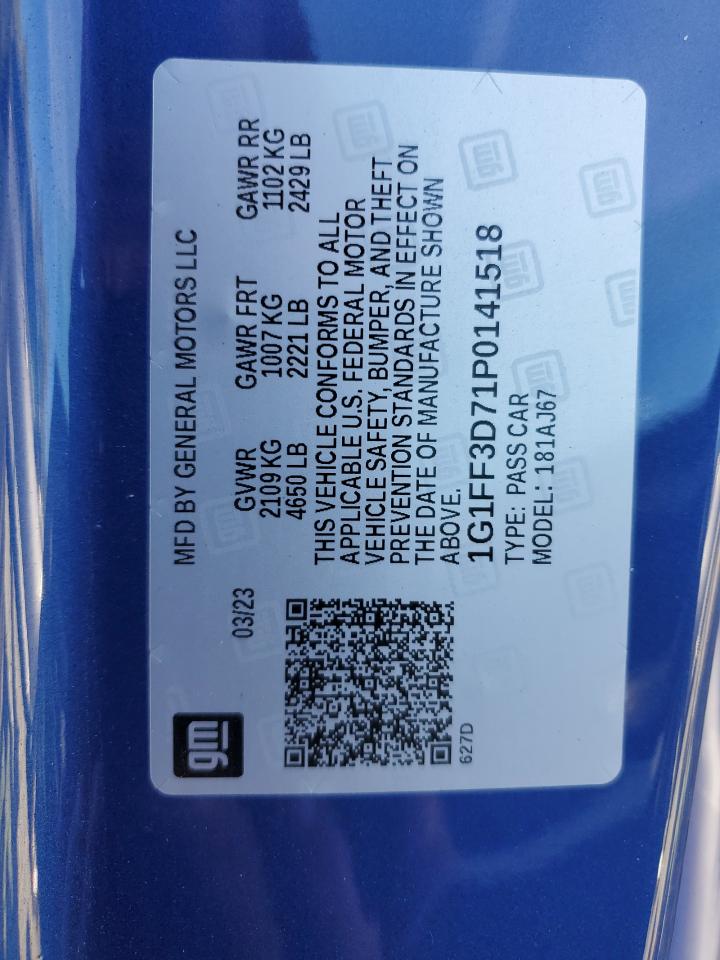 gm
MFD BY GENERAL MOTORS LLC
03/23
GVWR GAWR FRT GAWR RR
2109 KG 1007 KG 1102 KG
4650 LB 2221 LB 2429 LB
THIS VEHICLE CONFORMS TO ALL
APPLICABLE U.S. FEDERAL MOTOR
VEHICLE SAFETY, BUMPER, AND THEFT
PREVENTION STANDARDS IN EFFECT ON
THE DATE OF MANUFACTURE SHOWN
ABOVE.
1G1FF3D71P0141518
TYPE: PASS CAR
MODEL: 181AJ67
627D